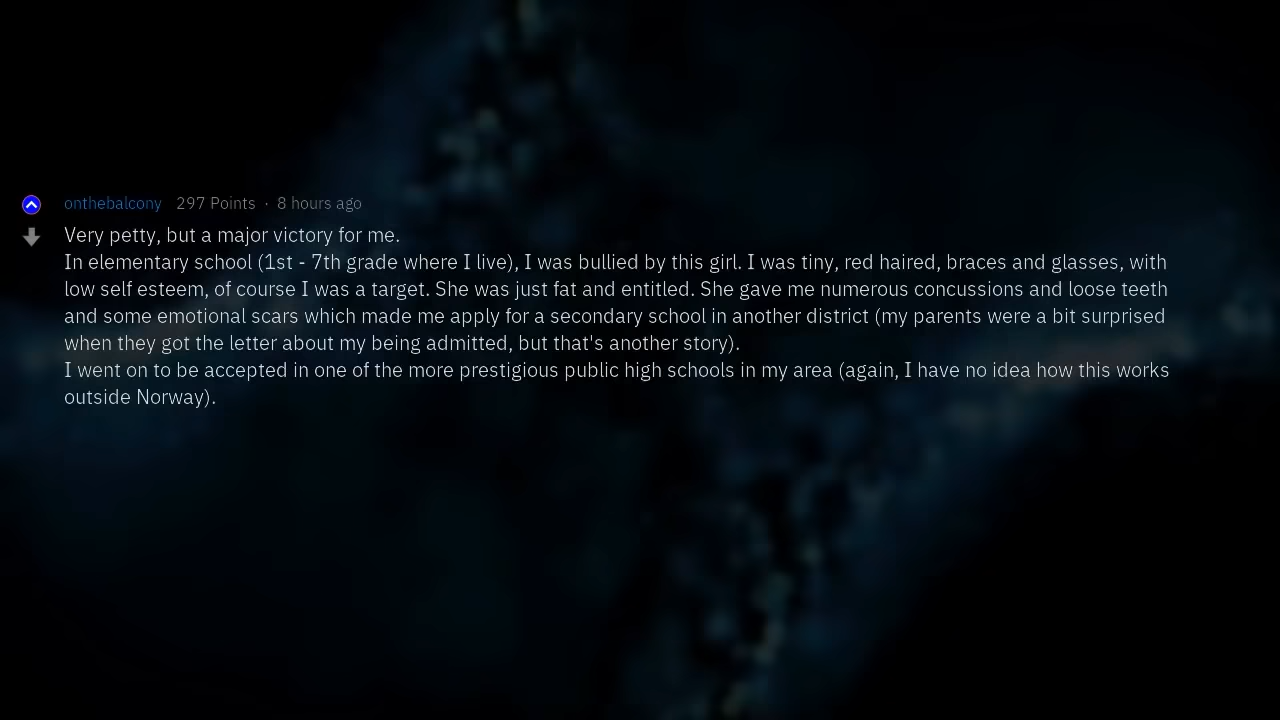 onthebalcony 297 Points · 8 hours ago
Very petty, but a major victory for me.
In elementary school (1st - 7th grade where I live), I was bullied by this girl. I was tiny, red haired, braces and glasses, with
low self esteem, of course I was a target. She was just fat and entitled. She gave me numerous concussions and loose teeth
and some emotional scars which made me apply for a secondary school in another district (my parents were a bit surprised
when they got the letter about my being admitted, but that's another story).
I went on to be accepted in one of the more prestigious public high schools in my area (again, I have no idea how this works
outside Norway).